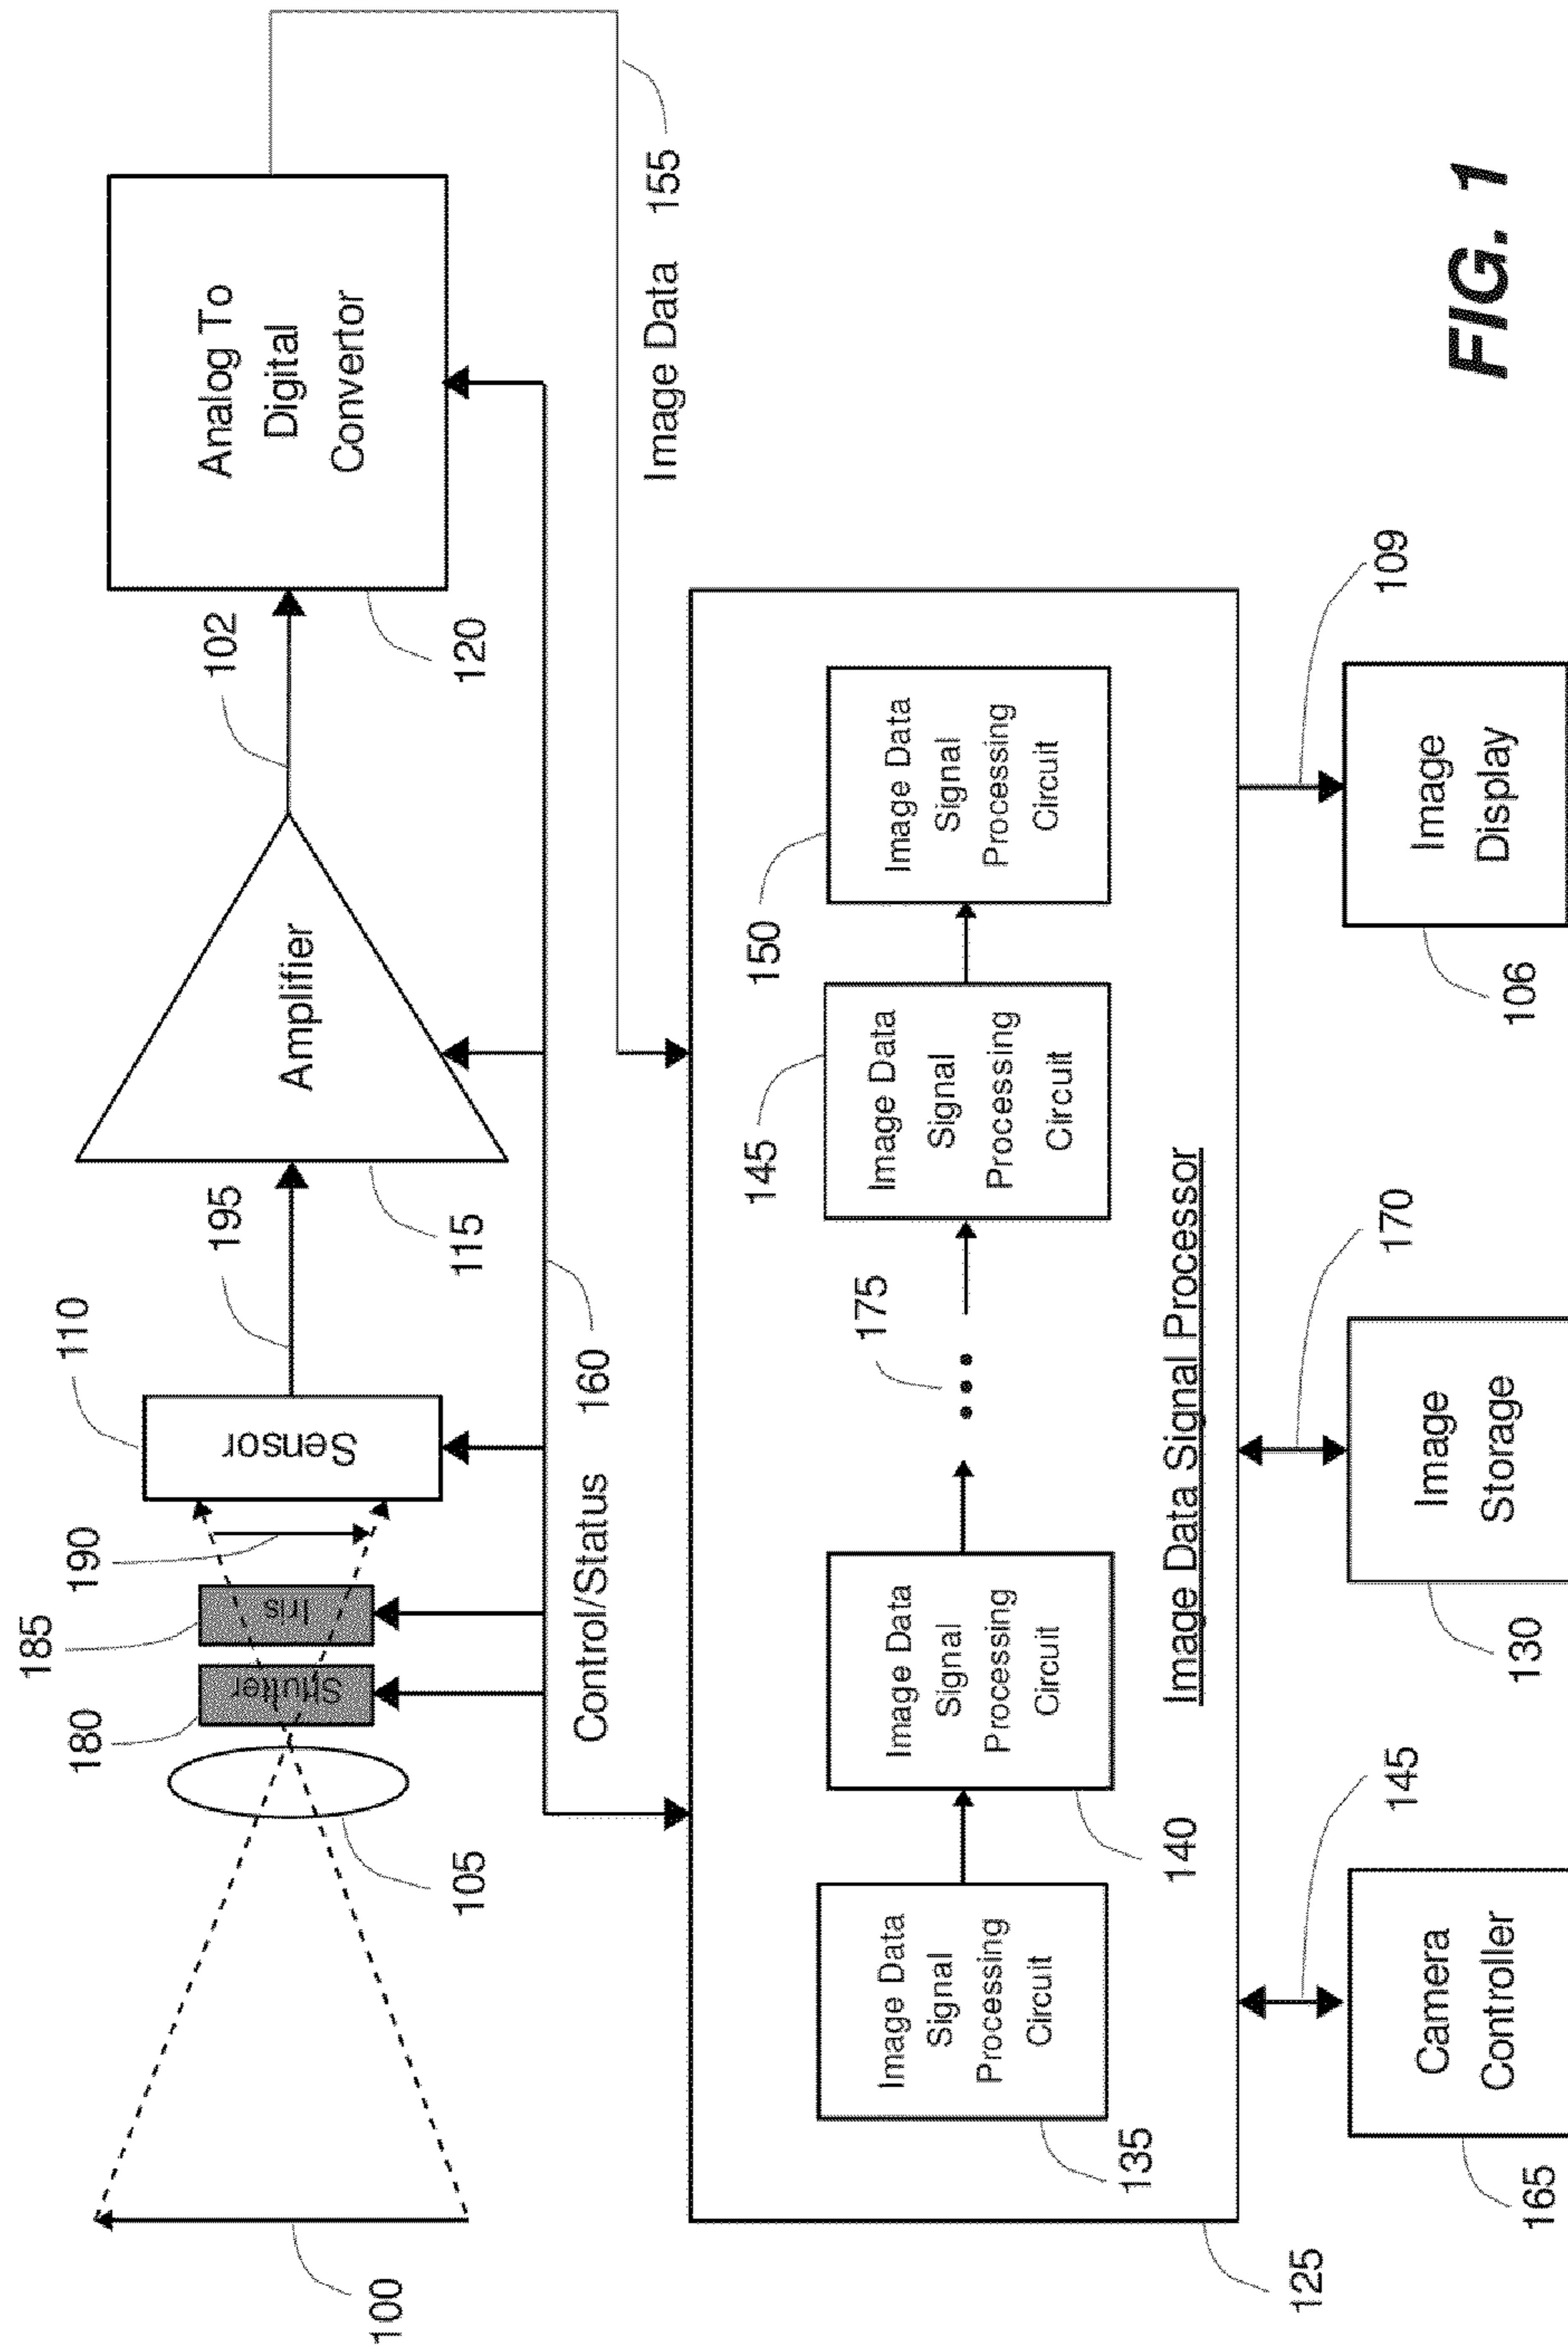 100
105
180
185
190
110
195
115
102
120
Shutter
Iris
Sensor
Amplifier
Analog To
Digital
Convertor
Control/Status 160
Image Data 155
135
Image Data
Signal
Processing
Circuit
140
Image Data
Signal
Processing
Circuit
175
145
Image Data
Signal
Processing
Circuit
150
Image Data
Signal
Processing
Circuit
Image Data Signal Processor
125
145
170
109
165
Camera
Controller
130
Image
Storage
106
Image
Display
FIG. 1